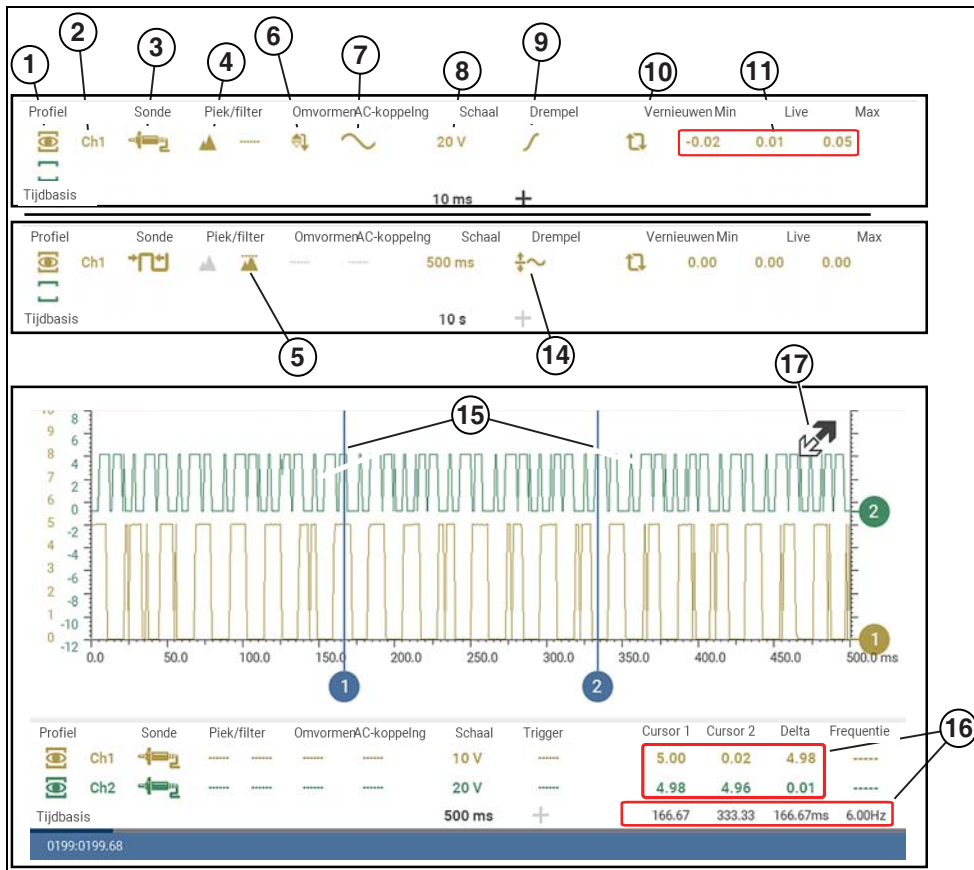 1 2 3 4 6 7 8 9 10 11
Profiel Sonde Piek/filter Omvormen AC-koppelng Schaal Drempel Vernieuwen Min Live Max
Ch1 ------ 20 V -0.02 0.01 0.05
Tijdbasis 10 ms +
Profiel Sonde Piek/filter Omvormen AC-koppelng Schaal Drempel Vernieuwen Min Live Max
Ch1 ------ ------ 500 ms 0.00 0.00 0.00
Tijdbasis 10 s +
5 14 17
15
10 9 8 7 6 5 4 3 2 1 0
8 6 4 2 0 -2 -4 -6 -8 -10 -12
2
1
0.0 50.0 100.0 150.0 200.0 250.0 300.0 350.0 400.0 450.0 500.0 ms
1 2
Profiel Sonde Piek/filter Omvormen AC-koppelng Schaal Trigger Cursor 1 Cursor 2 Delta Frequentie
16
Ch1 ------ ------ ------ ------ 10 V ------ 5.00 0.02 4.98 -----
Ch2 ------ ------ ------ ------ 20 V ------ 4.98 4.96 0.01 -----
Tijdbasis 500 ms + 166.67 333.33 166.67ms 6.00Hz
0199:0199.68